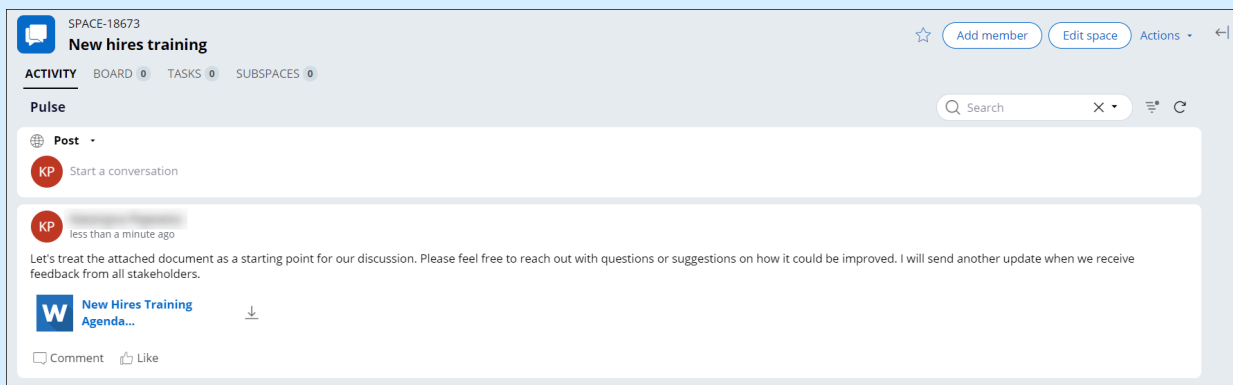 SPACE-18673
New hires training
Add member
Edit space
Actions
ACTIVITY BOARD 0 TASKS 0 SUBSPACES 0
Pulse
Search
Post
KP
Start a conversation
KP
less than a minute ago
Let's treat the attached document as a starting point for our discussion. Please feel free to reach out with questions or suggestions on how it could be improved. I will send another update when we receive
feedback from all stakeholders.
W
New Hires Training
Agenda...
Comment Like